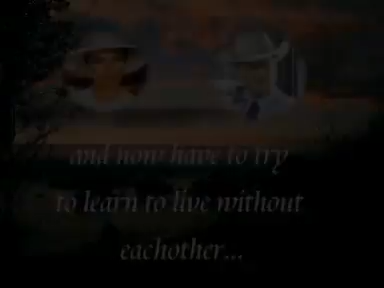 and now have to try
to learn to live without
eachother...